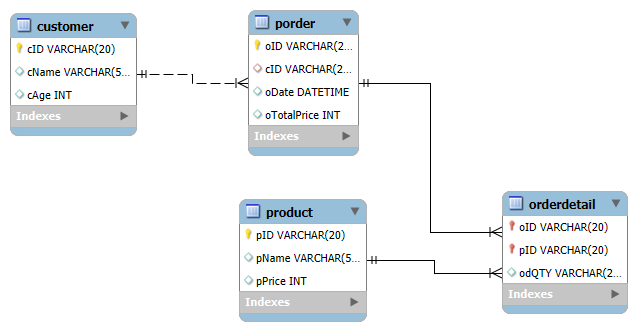 customer
cID VARCHAR(20)
cName VARCHAR(5...
cAge INT
Indexes
porder
oID VARCHAR(2...
cID VARCHAR(2...
oDate DATETIME
oTotalPrice INT
Indexes
product
pID VARCHAR(20)
pName VARCHAR(5...
pPrice INT
Indexes
orderdetail
oID VARCHAR(20)
pID VARCHAR(20)
odQTY VARCHAR(2...
Indexes